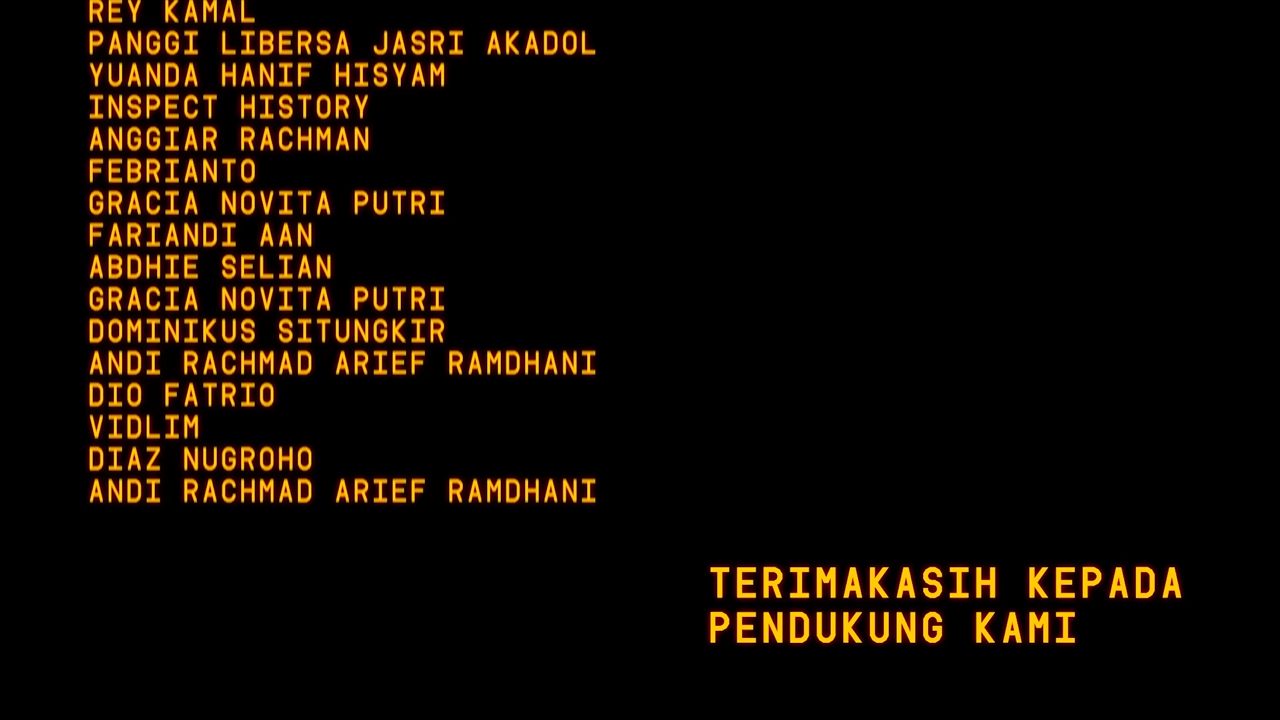 REY KAMAL
PANGGI LIBERSA JASRI AKADOL
YUANDA HANIF HISYAM
INSPECT HISTORY
ANGGIAR RACHMAN
FEBRIANTO
GRACIA NOVITA PUTRI
FARIANDI AAN
ABDHIE SELIAN
GRACIA NOVITA PUTRI
DOMINIKUS SITUNGKIR
ANDI RACHMAD ARIEF RAMDHANI
DIO FATRIO
VIDLIM
DIAZ NUGROHO
ANDI RACHMAD ARIEF RAMDHANI
TERIMAKASIH KEPADA
PENDUKUNG KAMI